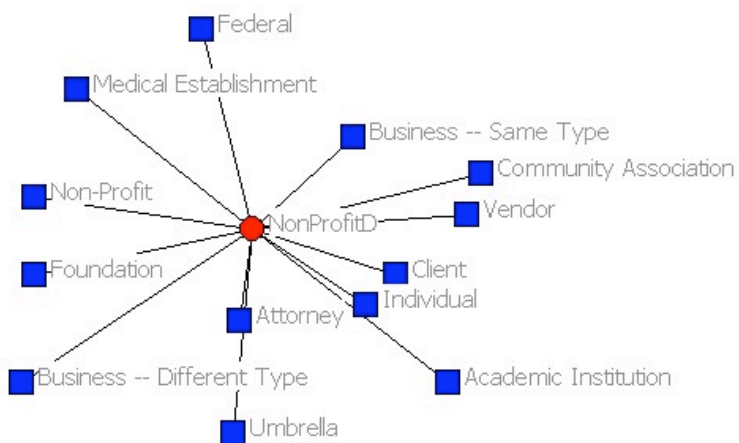 Federal
Medical Establishment
Business -- Same Type
Community Association
Non-Profit
Vendor
NonProfitD
Foundation
Client
Individual
Attorney
Business -- Different Type
Academic Institution
Umbrella